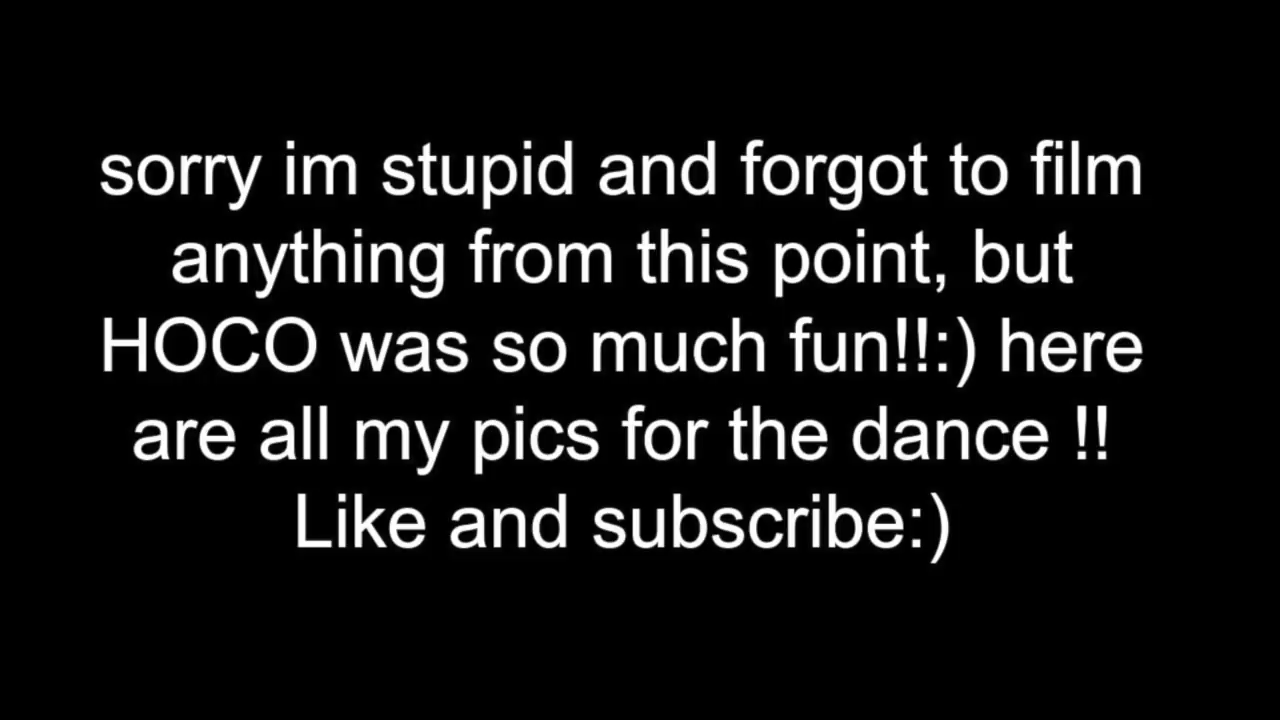 sorry im stupid and forgot to film
anything from this point, but
HOCO was so much fun!!:) here
are all my pics for the dance !!
Like and subscribe:)